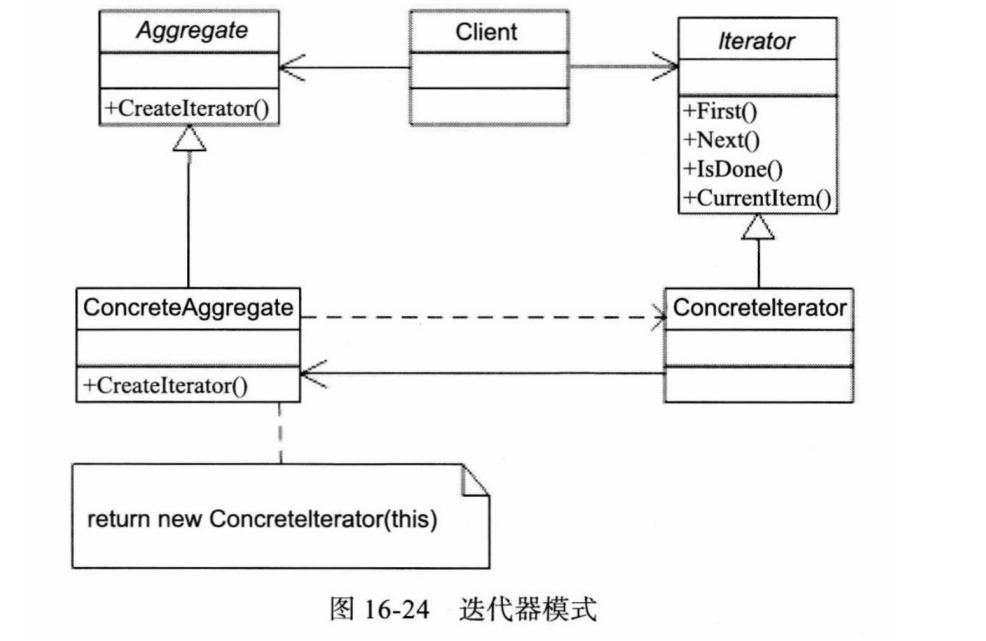 Aggregate
+CreateIterator()
Client
Iterator
+First()
+Next()
+IsDone()
+CurrentItem()
ConcreteAggregate
+CreateIterator()
ConcreteIterator
return new ConcreteIterator(this)
图 16-24 迭代器模式